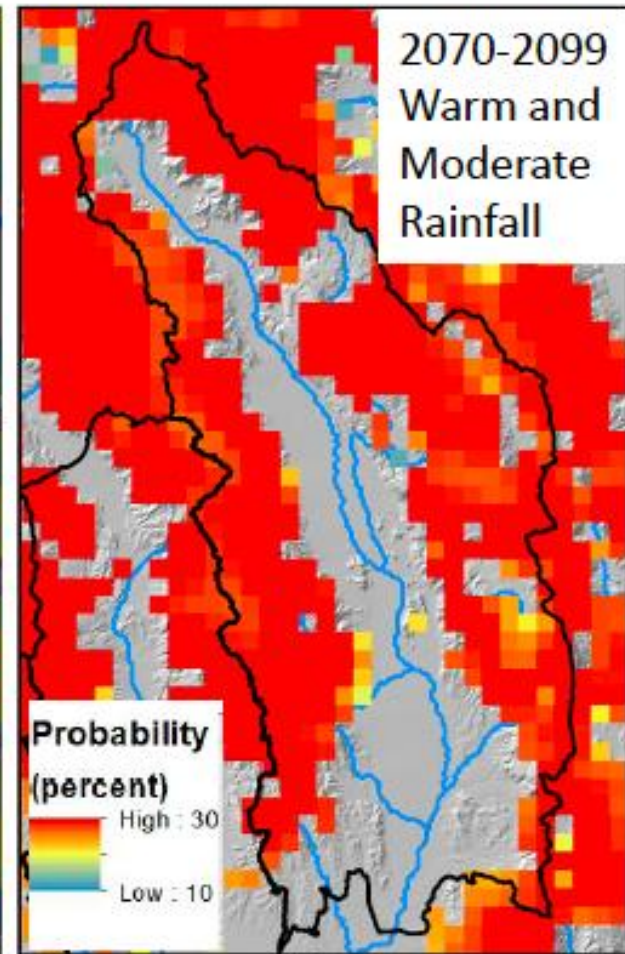 2070-2099
Warm and
Moderate
Rainfall
Probability
(percent)
High : 30
Low : 10